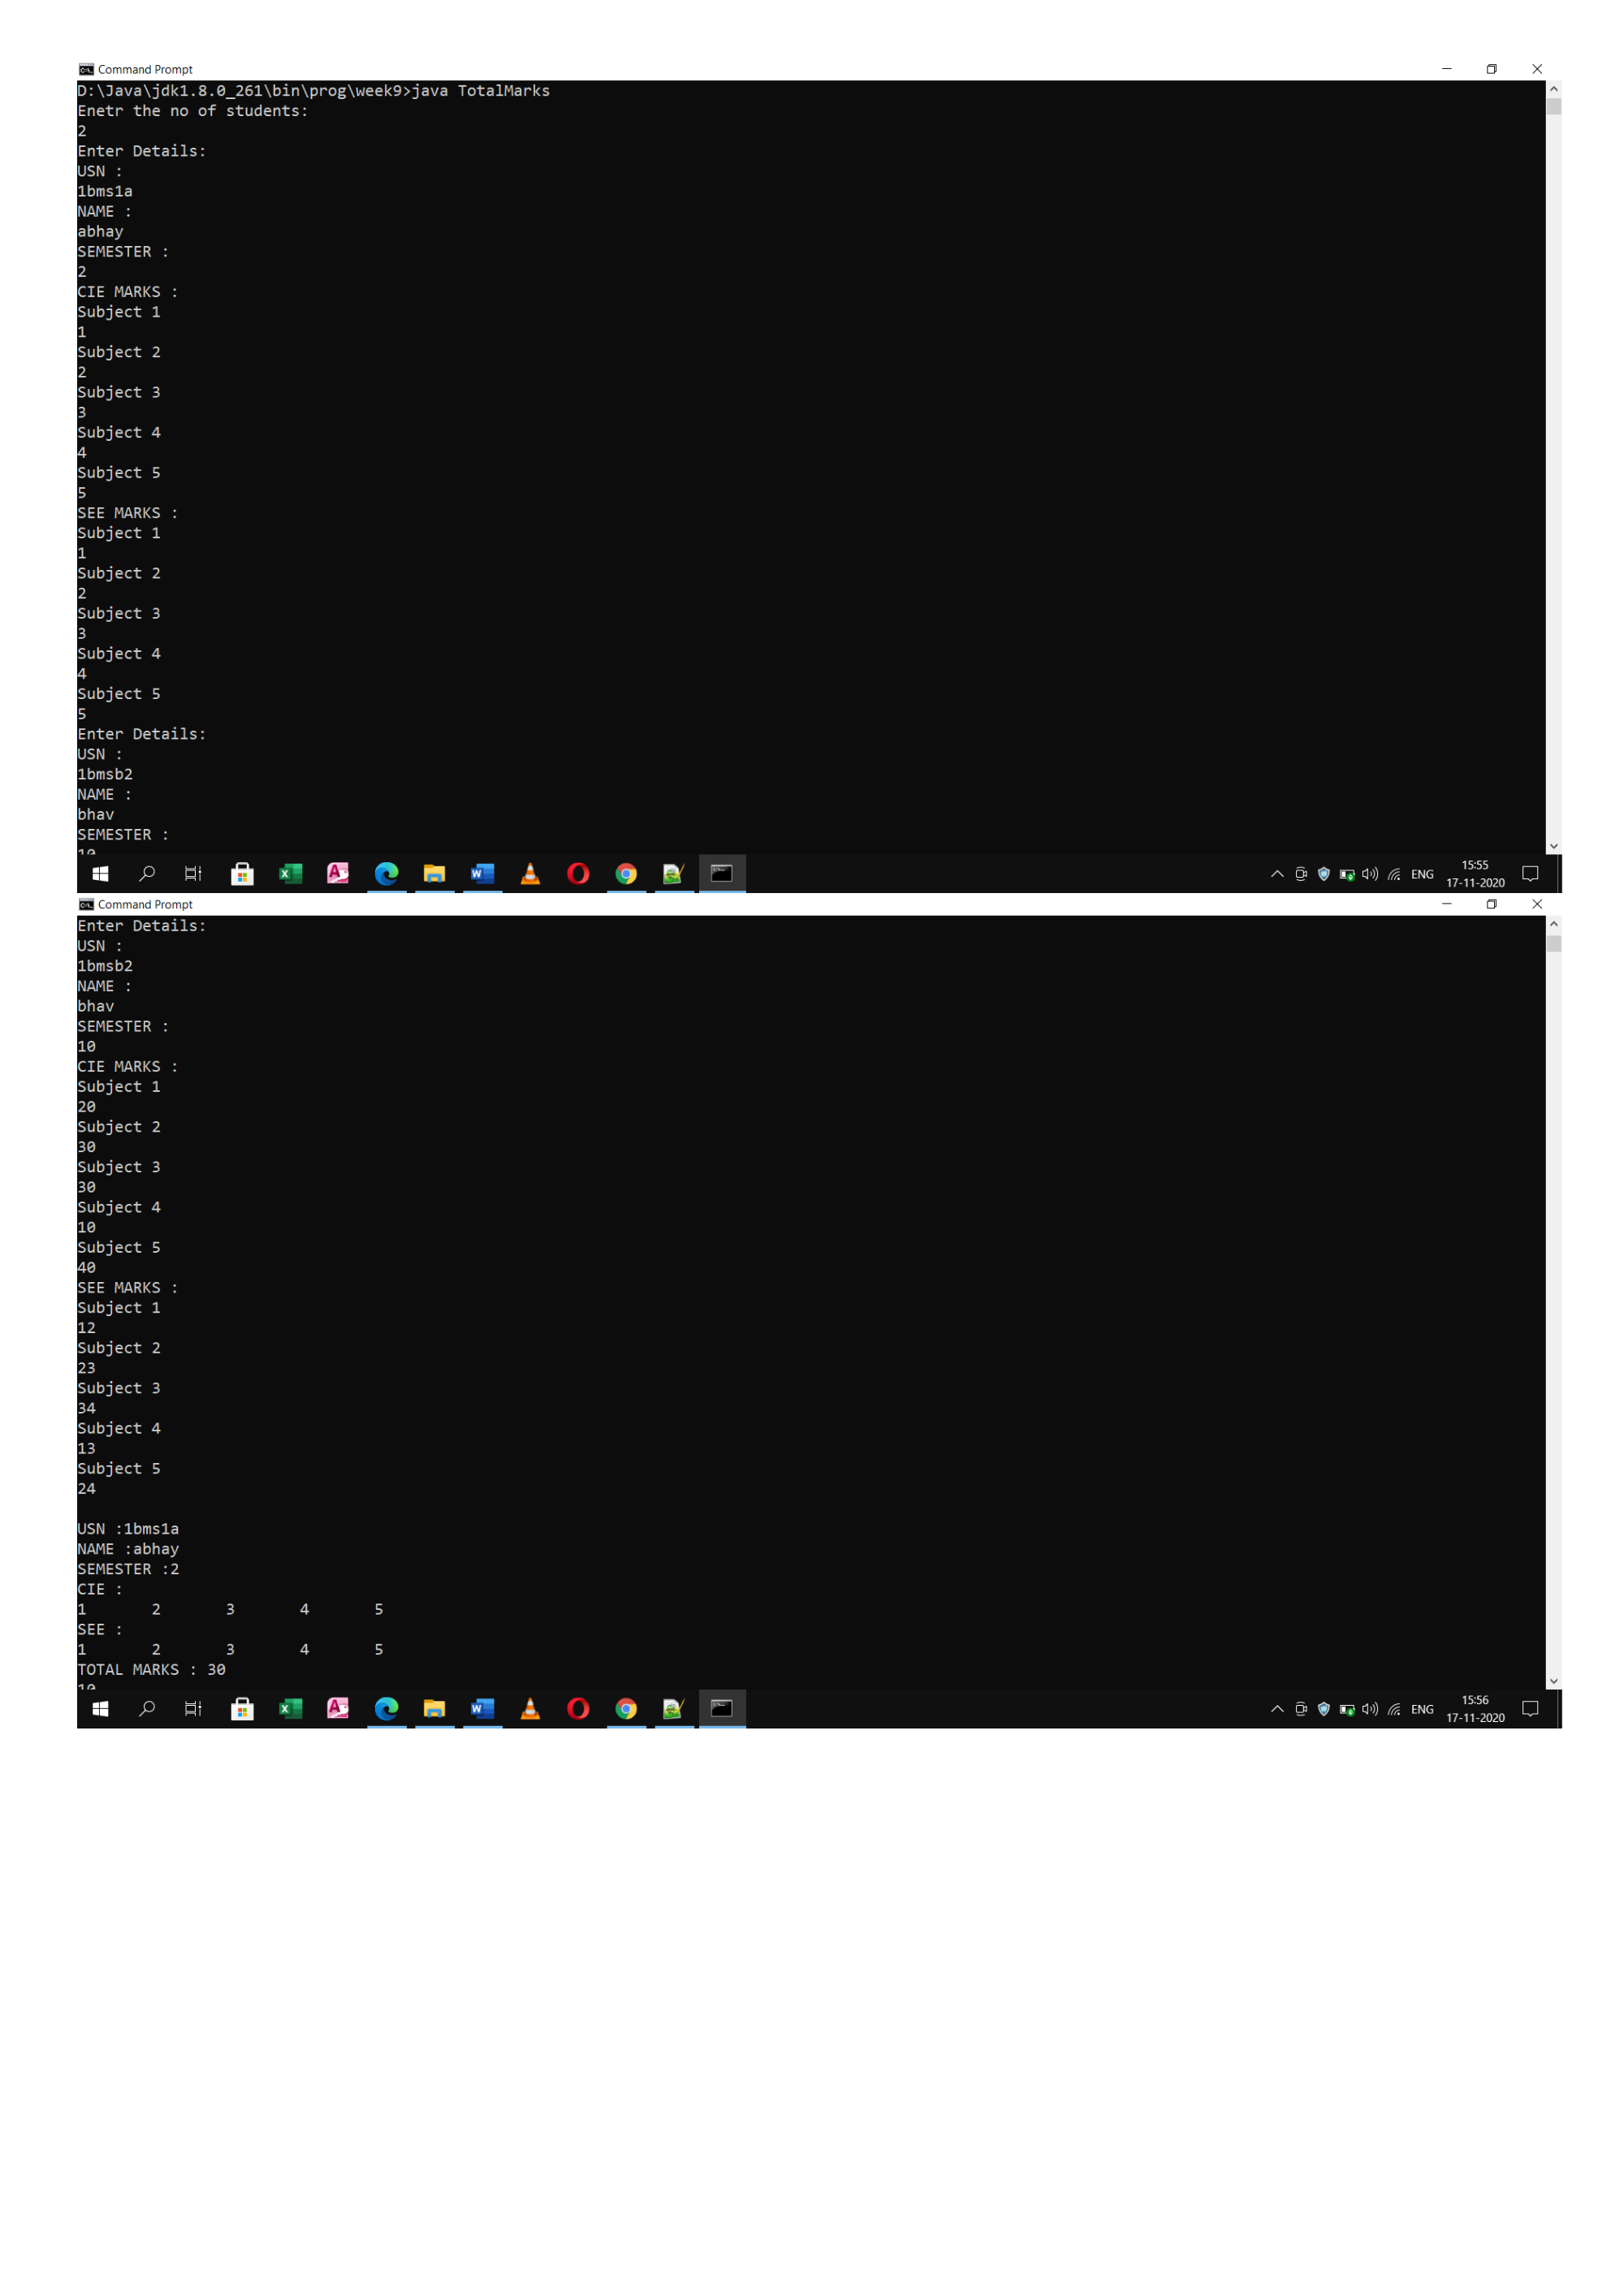 Command Prompt
D:\Java\jdk1.8.0_261\bin\prog\week9>java TotalMarks
Enetr the no of students:
2
Enter Details:
USN :
1bms1a
NAME :
abhay
SEMESTER :
2
CIE MARKS :
Subject 1
1
Subject 2
2
Subject 3
3
Subject 4
4
Subject 5
5
SEE MARKS :
Subject 1
1
Subject 2
2
Subject 3
3
Subject 4
4
Subject 5
5
Enter Details:
USN :
1bmsb2
NAME :
bhav
SEMESTER :
10
ENG
15:55
17-11-2020
Command Prompt
Enter Details:
USN :
1bmsb2
NAME :
bhav
SEMESTER :
10
CIE MARKS :
Subject 1
20
Subject 2
30
Subject 3
30
Subject 4
10
Subject 5
40
SEE MARKS :
Subject 1
12
Subject 2
23
Subject 3
34
Subject 4
13
Subject 5
24
USN :1bms1a
NAME :abhay
SEMESTER :2
CIE :
1 2 3 4 5
SEE :
1 2 3 4 5
TOTAL MARKS : 30
10
ENG
15:56
17-11-2020